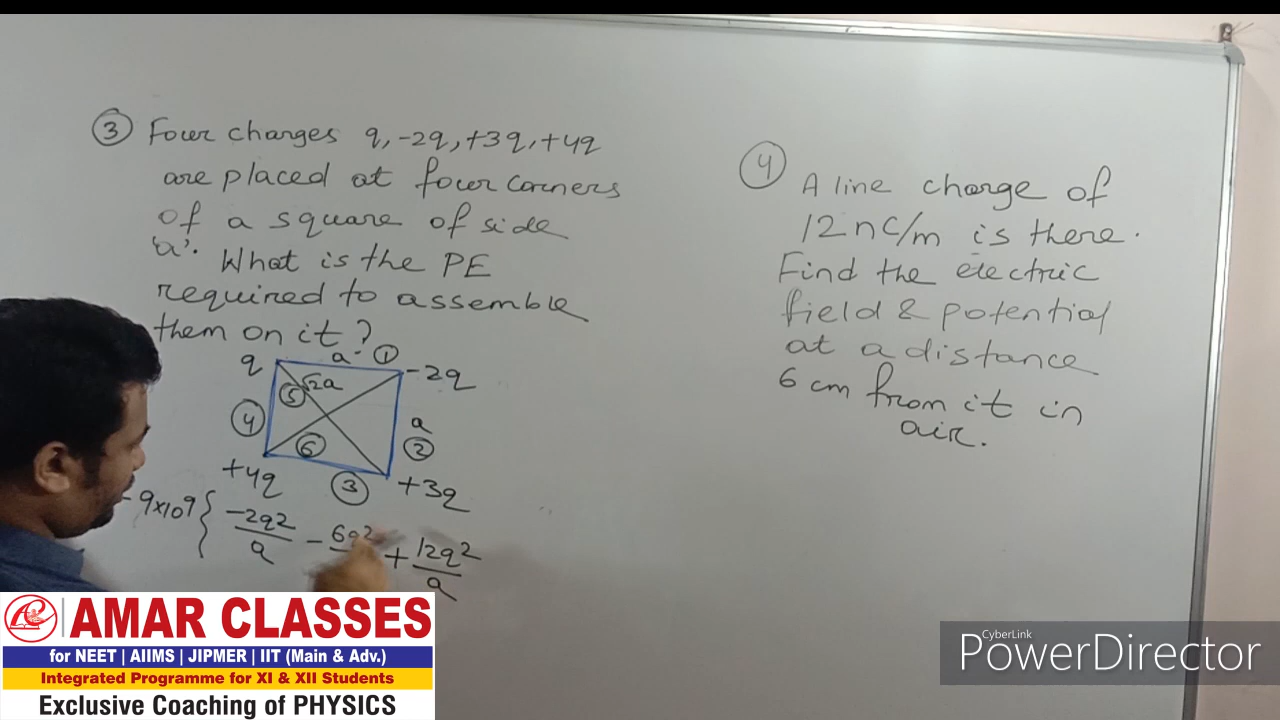 ③ Four charges q, -2q, +3q, +4q
are placed at four corners
of a square of side
'a'. What is the PE
required to assemble
them on it?
a ①
q
-2q
⑤ √2a
④
a
②
⑥
+4q
③
+3q
9×10⁹ { -2q²/a - 6q² + 12q²/a
④ A line charge of
12nC/m is there.
Find the electric
field & potential
at a distance
6 cm from it in
air.
AMAR CLASSES
for NEET | AIIMS | JIPMER | IIT (Main & Adv.)
Integrated Programme for XI & XII Students
Exclusive Coaching of PHYSICS
CyberLink
PowerDirector